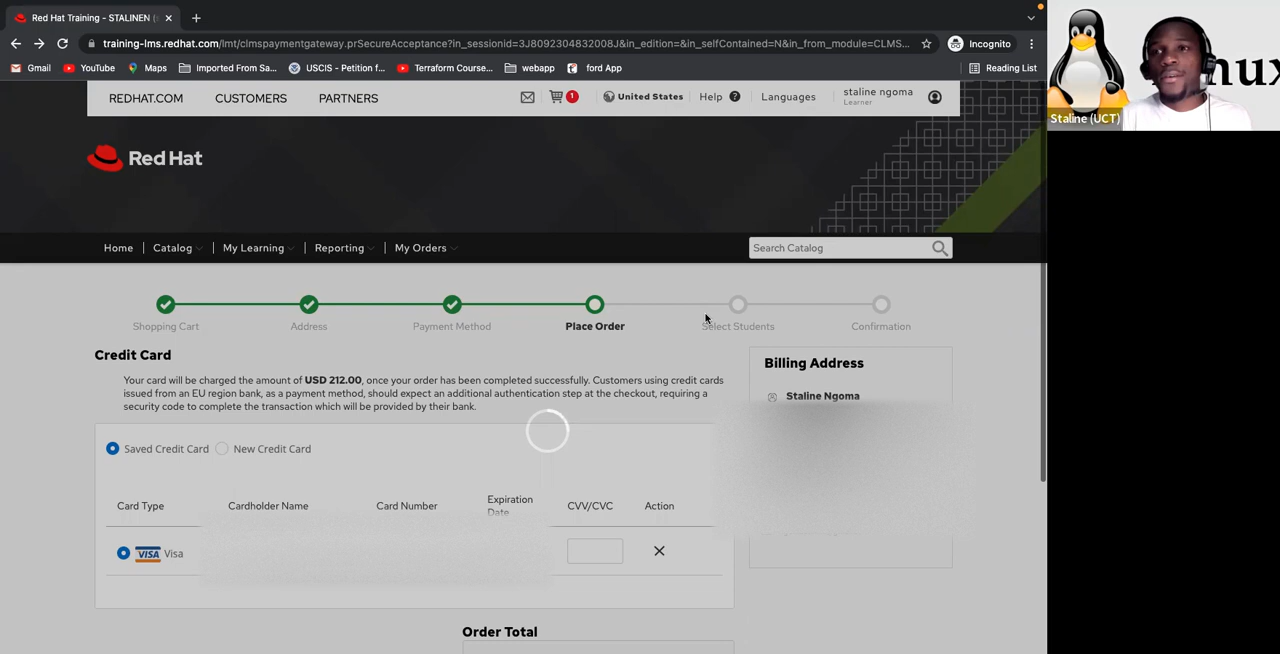 Red Hat Training - STALINEN (
training-lms.redhat.com/lmt/clmspaymentgateway.prSecureAcceptance?in_sessionid=3J8092304832008J&in_edition=&in_selfContained=N&in_from_module=CLMS...
Incognito
Gmail
YouTube
Maps
Imported From Sa...
USCIS - Petition f...
Terraform Course...
webapp
ford App
Reading List
REDHAT.COM
CUSTOMERS
PARTNERS
1
United States
Help ?
Languages
staline ngoma
Learner
Red Hat
Home
Catalog
My Learning
Reporting
My Orders
Search Catalog
Shopping Cart
Address
Payment Method
Place Order
Select Students
Confirmation
Credit Card
Your card will be charged the amount of USD 212.00, once your order has been completed successfully. Customers using credit cards
issued from an EU region bank, as a payment method, should expect an additional authentication step at the checkout, requiring a
security code to complete the transaction which will be provided by their bank.
Billing Address
Staline Ngoma
Saved Credit Card
New Credit Card
Card Type
Cardholder Name
Card Number
Expiration
Date
CVV/CVC
Action
VISA Visa
Order Total
Staline (UCT)